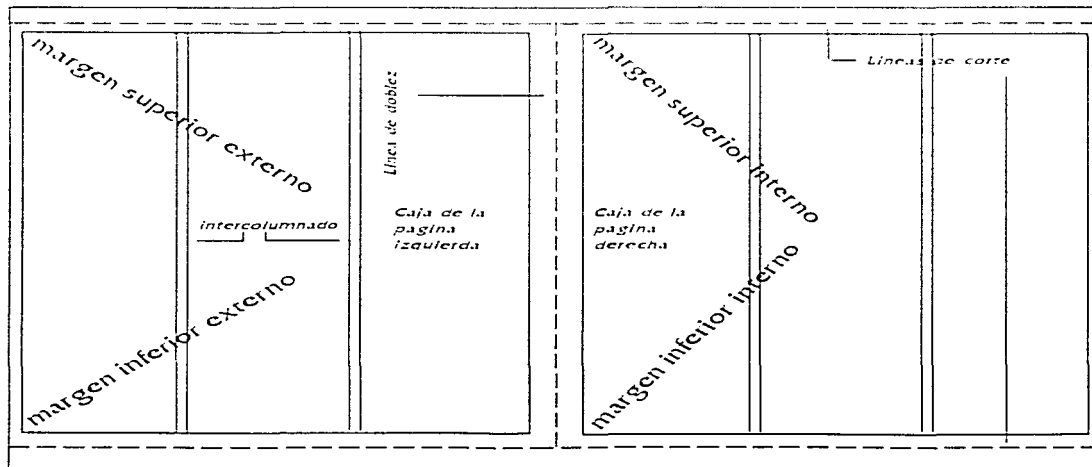 margen superior externo
intercolumnado
margen inferior externo
Linea de doblez
Caja de la
pagina
izquierda
margen superior interno
Lineas de corte
Caja de la
pagina
derecha
margen inferior interno